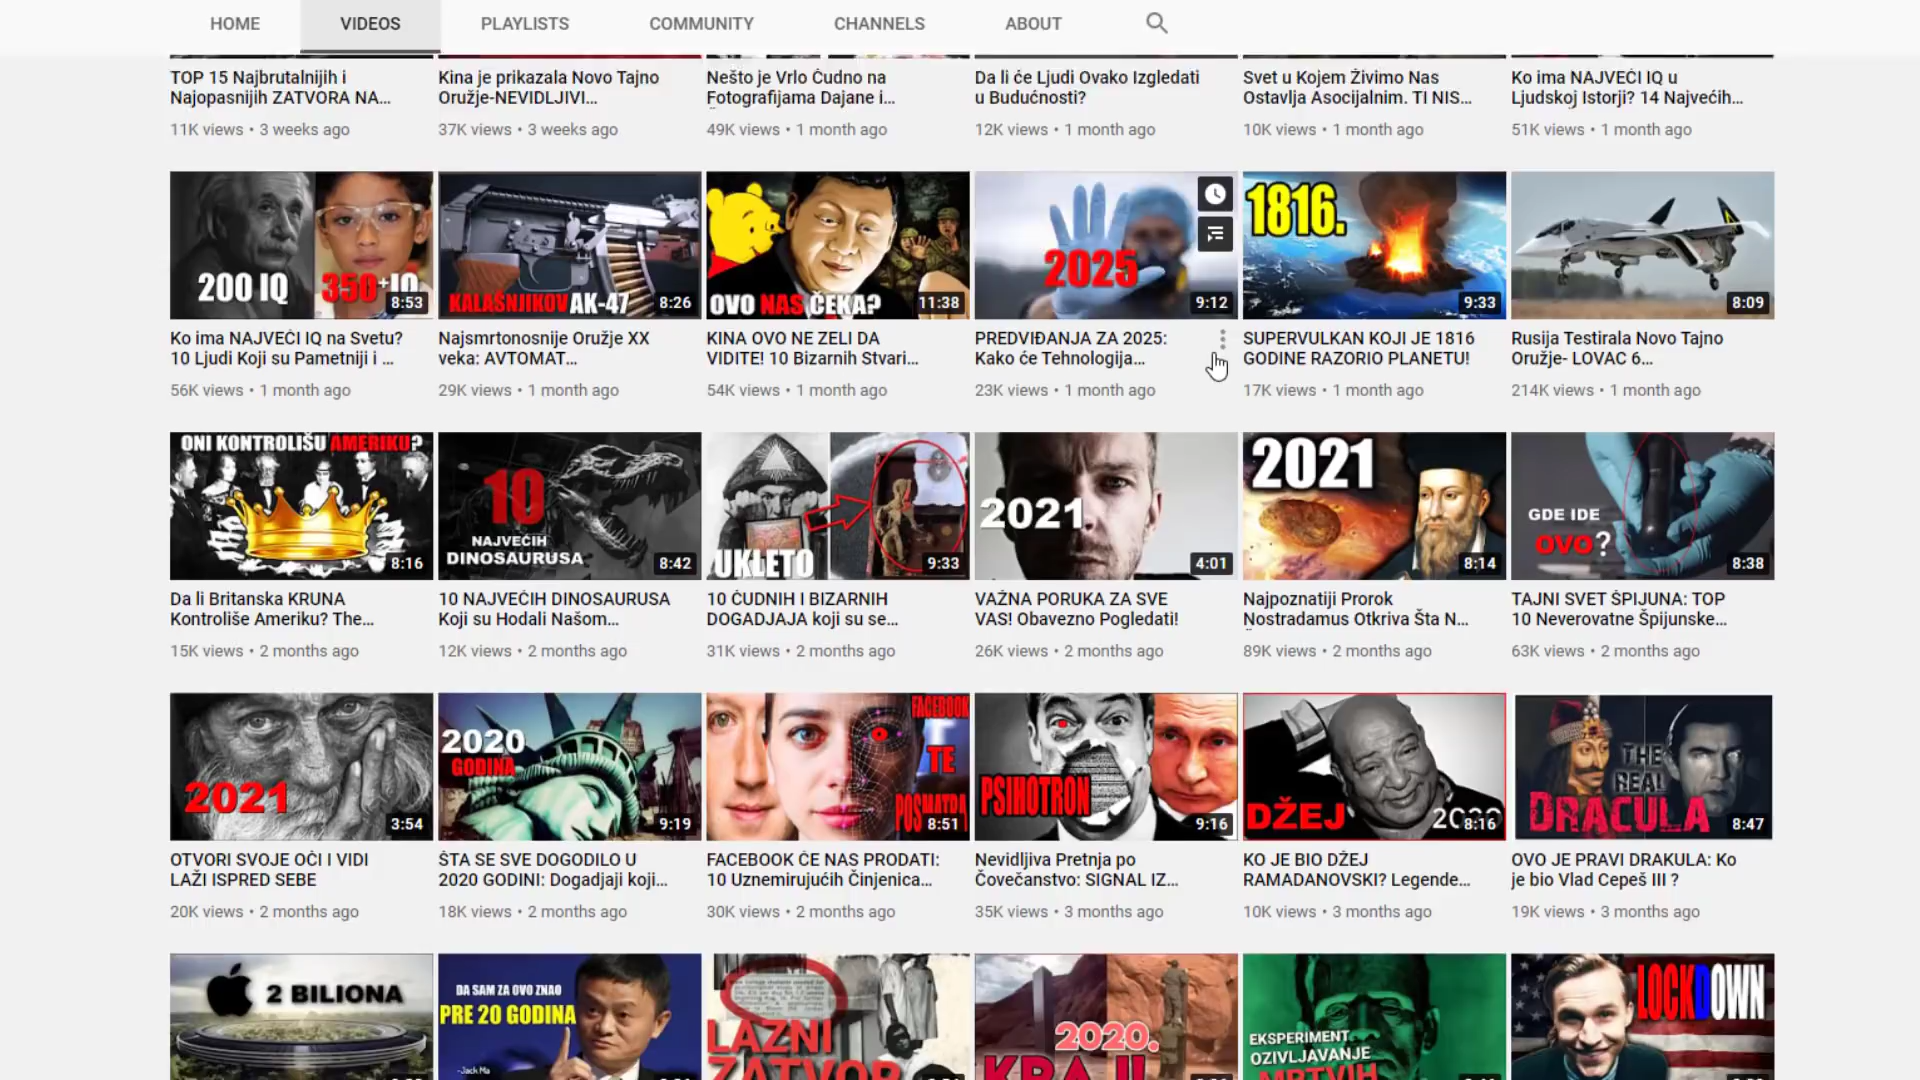 HOME VIDEOS PLAYLISTS COMMUNITY CHANNELS ABOUT
TOP 15 Najbrutalnijih i
Najopasnijih ZATVORA NA...
11K views • 3 weeks ago
Kina je prikazala Novo Tajno
Oružje-NEVIDLJIVI...
37K views • 3 weeks ago
Nešto je Vrlo Čudno na
Fotografijama Dajane i...
49K views • 1 month ago
Da li će Ljudi Ovako Izgledati
u Budućnosti?
12K views • 1 month ago
Svet u Kojem Živimo Nas
Ostavlja Asocijalnim. TI NIS...
10K views • 1 month ago
Ko ima NAJVEĆI IQ u
Ljudskoj Istorji? 14 Najvećih...
51K views • 1 month ago
200 IQ
350+IQ
8:53
Ko ima NAJVEĆI IQ na Svetu?
10 Ljudi Koji su Pametniji i ...
56K views • 1 month ago
KALAŠNJIKOV AK-47
8:26
Najsmrtonosnije Oružje XX
veka: AVTOMAT...
29K views • 1 month ago
OVO NAS ČEKA?
11:38
KINA OVO NE ZELI DA
VIDITE! 10 Bizarnih Stvari...
54K views • 1 month ago
2025
9:12
PREDVIĐANJA ZA 2025:
Kako će Tehnologija...
23K views • 1 month ago
1816.
9:33
SUPERVULKAN KOJI JE 1816
GODINE RAZORIO PLANETU!
17K views • 1 month ago
8:09
Rusija Testirala Novo Tajno
Oružje- LOVAC 6...
214K views • 1 month ago
ONI KONTROLIŠU AMERIKU?
8:16
Da li Britanska KRUNA
Kontroliše Ameriku? The...
15K views • 2 months ago
10
NAJVEĆIH
DINOSAURUSA
8:42
10 NAJVEĆIH DINOSAURUSA
Koji su Hodali Našom...
12K views • 2 months ago
UKLETO
9:33
10 ČUDNIH I BIZARNIH
DOGADJAJA koji su se...
31K views • 2 months ago
2021
4:01
VAŽNA PORUKA ZA SVE
VAS! Obavezno Pogledati!
26K views • 2 months ago
2021
8:14
Najpoznatiji Prorok
Nostradamus Otkriva Šta N...
89K views • 2 months ago
GDE IDE
OVO?
8:38
TAJNI SVET ŠPIJUNA: TOP
10 Neverovatne Špijunske...
63K views • 2 months ago
2021
3:54
OTVORI SVOJE OČI I VIDI
LAŽI ISPRED SEBE
20K views • 2 months ago
2020
GODINA
9:19
ŠTA SE SVE DOGODILO U
2020 GODINI: Dogadjaji koji...
18K views • 2 months ago
FACEBOOK
TE
POSMATRA
8:51
FACEBOOK ĆE NAS PRODATI:
10 Uznemirujućih Činjenica...
30K views • 2 months ago
PSIHOTRON
9:16
Nevidljiva Pretnja po
Čovečanstvo: SIGNAL IZ...
35K views • 3 months ago
DŽEJ
8:16
KO JE BIO DŽEJ
RAMADANOVSKI? Legende...
10K views • 3 months ago
THE
REAL
DRACULA
8:47
OVO JE PRAVI DRAKULA: Ko
je bio Vlad Cepeš III ?
19K views • 3 months ago
2 BILIONA
DA SAM ZA OVO ZNAO
PRE 20 GODINA
-Jack Ma
LAZNI
ZATVOR
2020.
KRAJ!
EKSPERIMENT
OZIVLJAVANJE
MRTVIH
LOCKDOWN